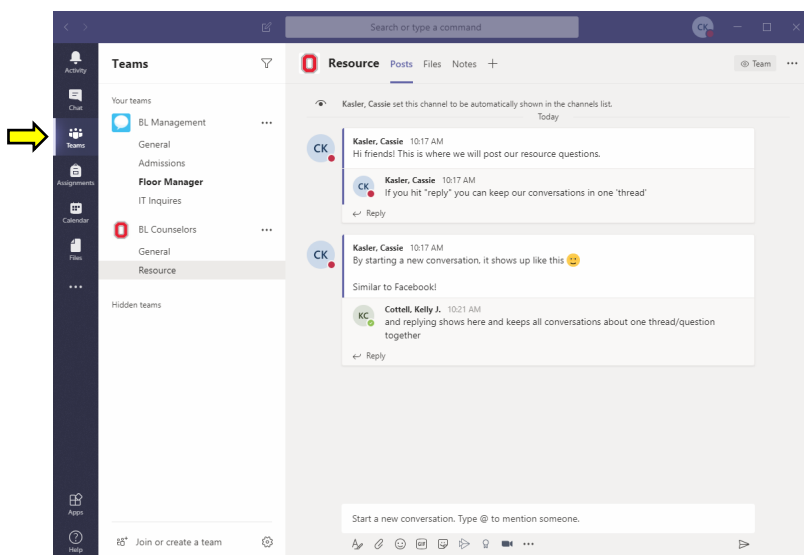 Search or type a command
CK
Activity
Chat
Teams
Assignments
Calendar
Files
Apps
Help
Teams
Your teams
BL Management
General
Admissions
Floor Manager
IT Inquires
BL Counselors
General
Resource
Hidden teams
Join or create a team
Resource Posts Files Notes
Team
Kasler, Cassie set this channel to be automatically shown in the channels list.
Today
CK
Kasler, Cassie 10:17 AM
Hi friends! This is where we will post our resource questions.
CK
Kasler, Cassie 10:17 AM
If you hit "reply" you can keep our conversations in one 'thread'
Reply
CK
Kasler, Cassie 10:17 AM
By starting a new conversation, it shows up like this
Similar to Facebook!
KC
Cottell, Kelly J. 10:21 AM
and replying shows here and keeps all conversations about one thread/question
together
Reply
Start a new conversation. Type @ to mention someone.
GIF